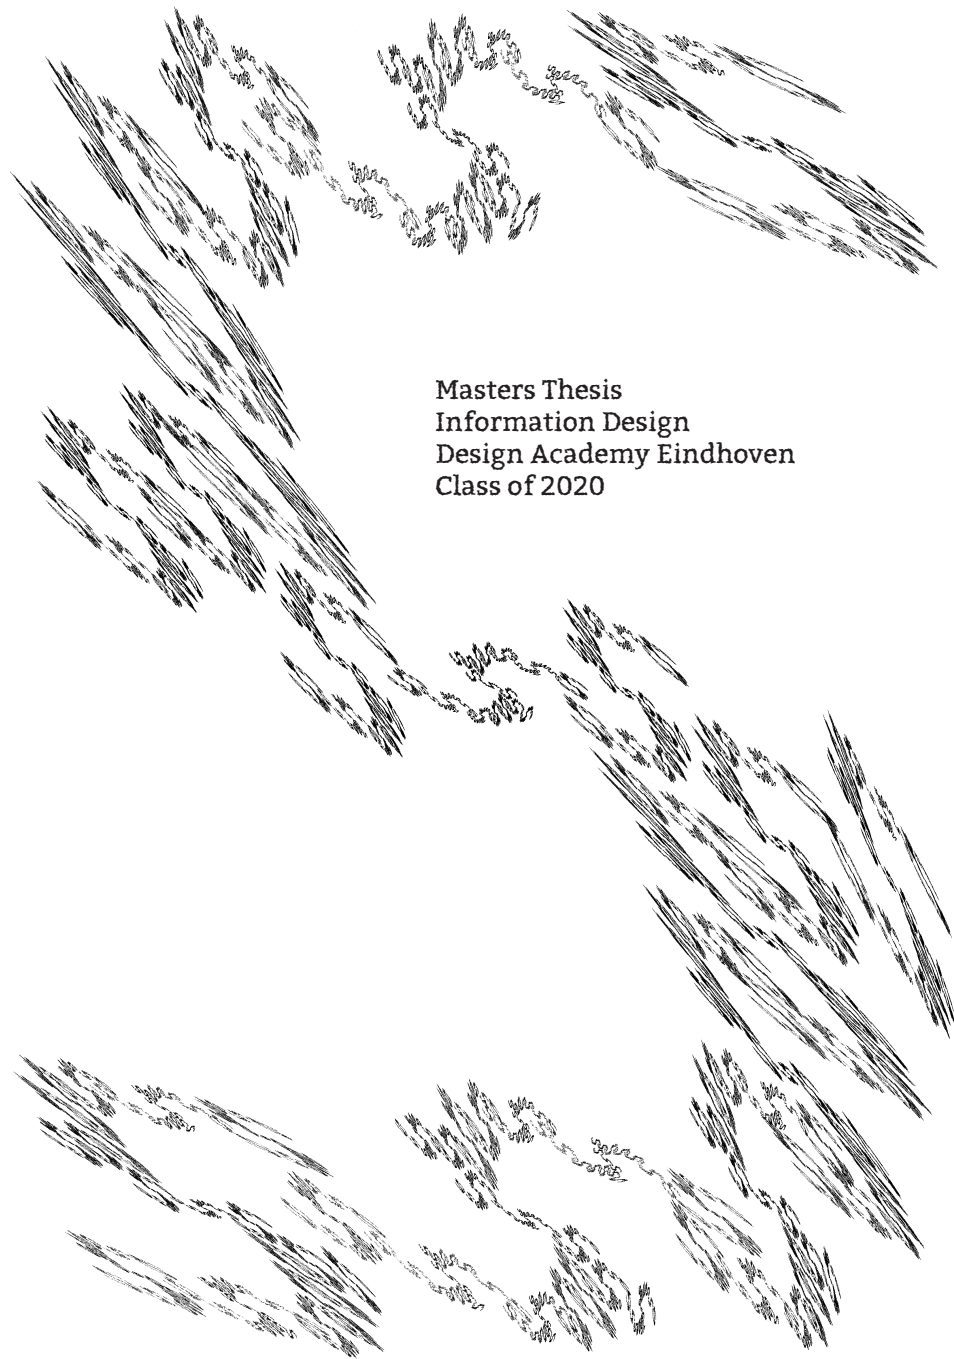 Masters Thesis
Information Design
Design Academy Eindhoven
Class of 2020